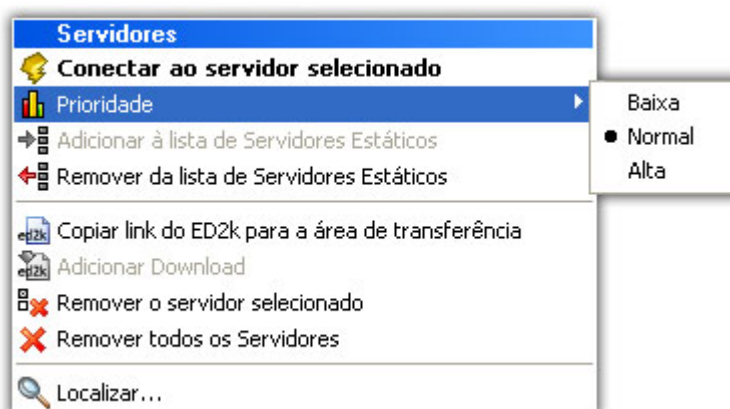 Servidores
Conectar ao servidor selecionado
Prioridade
Baixa
Normal
Alta
Adicionar à lista de Servidores Estáticos
Remover da lista de Servidores Estáticos
ed2k Copiar link do ED2k para a área de transferência
ed2k Adicionar Download
Remover o servidor selecionado
Remover todos os Servidores
Localizar...